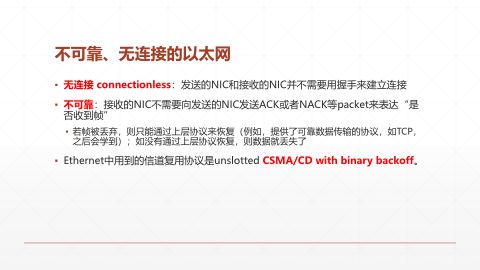 不可靠、无连接的以太网
▪ 无连接 connectionless：发送的NIC和接收的NIC并不需要用握手来建立连接
▪ 不可靠：接收的NIC不需要向发送的NIC发送ACK或者NACK等packet来表达“是
否收到帧”
▪ 若帧被丢弃，则只能通过上层协议来恢复（例如，提供了可靠数据传输的协议，如TCP，
之后会学到）；如没有通过上层协议恢复，则数据就丢失了
▪ Ethernet中用到的信道复用协议是unslotted CSMA/CD with binary backoff。